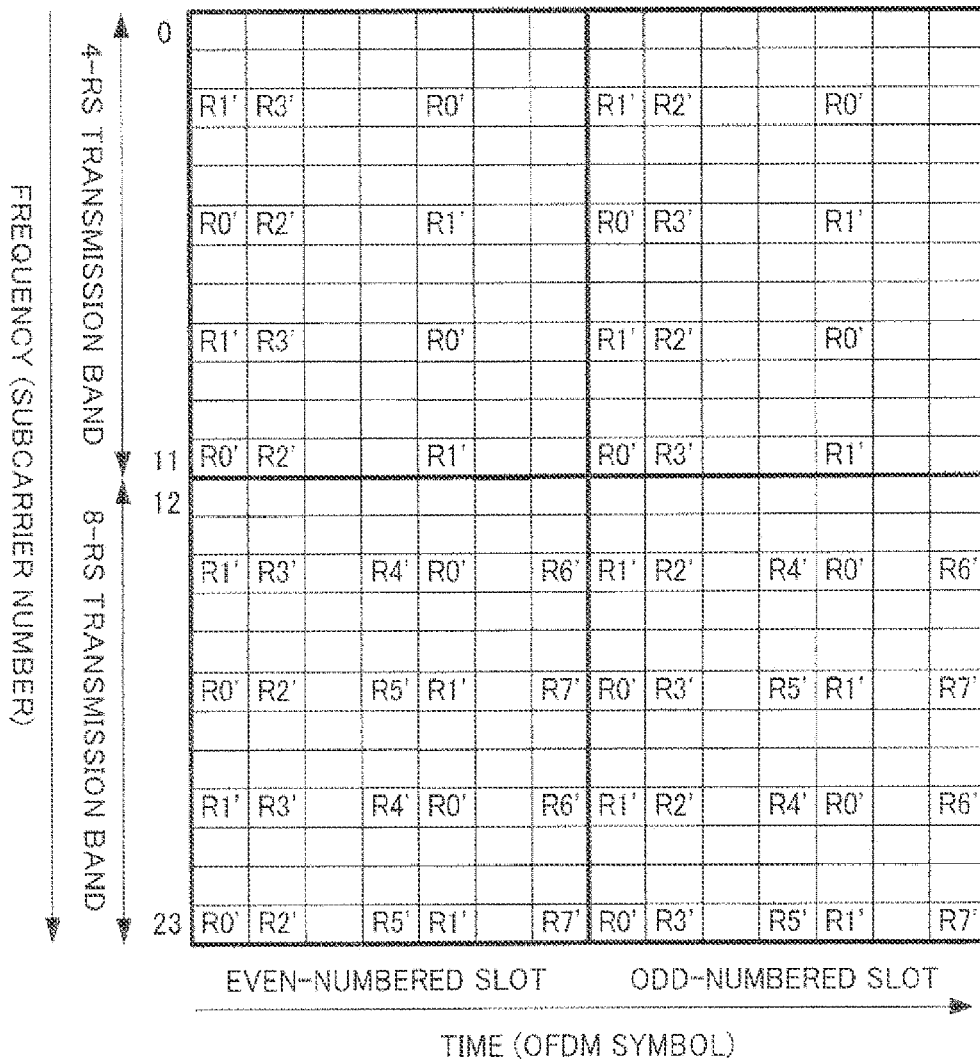 FREQUENCY (SUBCARRIER NUMBER)
4-RS TRANSMISSION BAND
8-RS TRANSMISSION BAND
0
R1' R3' R0' R1' R2' R0'
R0' R2' R1' R0' R3' R1'
R1' R3' R0' R1' R2' R0'
11 R0' R2' R1' R0' R3' R1'
12
R1' R3' R4' R0' R6' R1' R2' R4' R0' R6'
R0' R2' R5' R1' R7' R0' R3' R5' R1' R7'
R1' R3' R4' R0' R6' R1' R2' R4' R0' R6'
23 R0' R2' R5' R1' R7' R0' R3' R5' R1' R7'
EVEN-NUMBERED SLOT ODD-NUMBERED SLOT
TIME (OFDM SYMBOL)